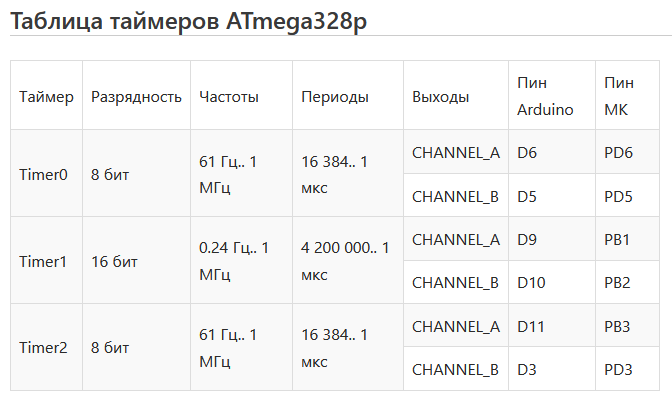 Таблица таймеров ATmega328p
Таймер Разрядность Частоты Периоды Выходы Пин Arduino Пин МК
Timer0 8 бит 61 Гц.. 1 МГц 16 384.. 1 мкс CHANNEL_A D6 PD6
CHANNEL_B D5 PD5
Timer1 16 бит 0.24 Гц.. 1 МГц 4 200 000.. 1 мкс CHANNEL_A D9 PB1
CHANNEL_B D10 PB2
Timer2 8 бит 61 Гц.. 1 МГц 16 384.. 1 мкс CHANNEL_A D11 PB3
CHANNEL_B D3 PD3